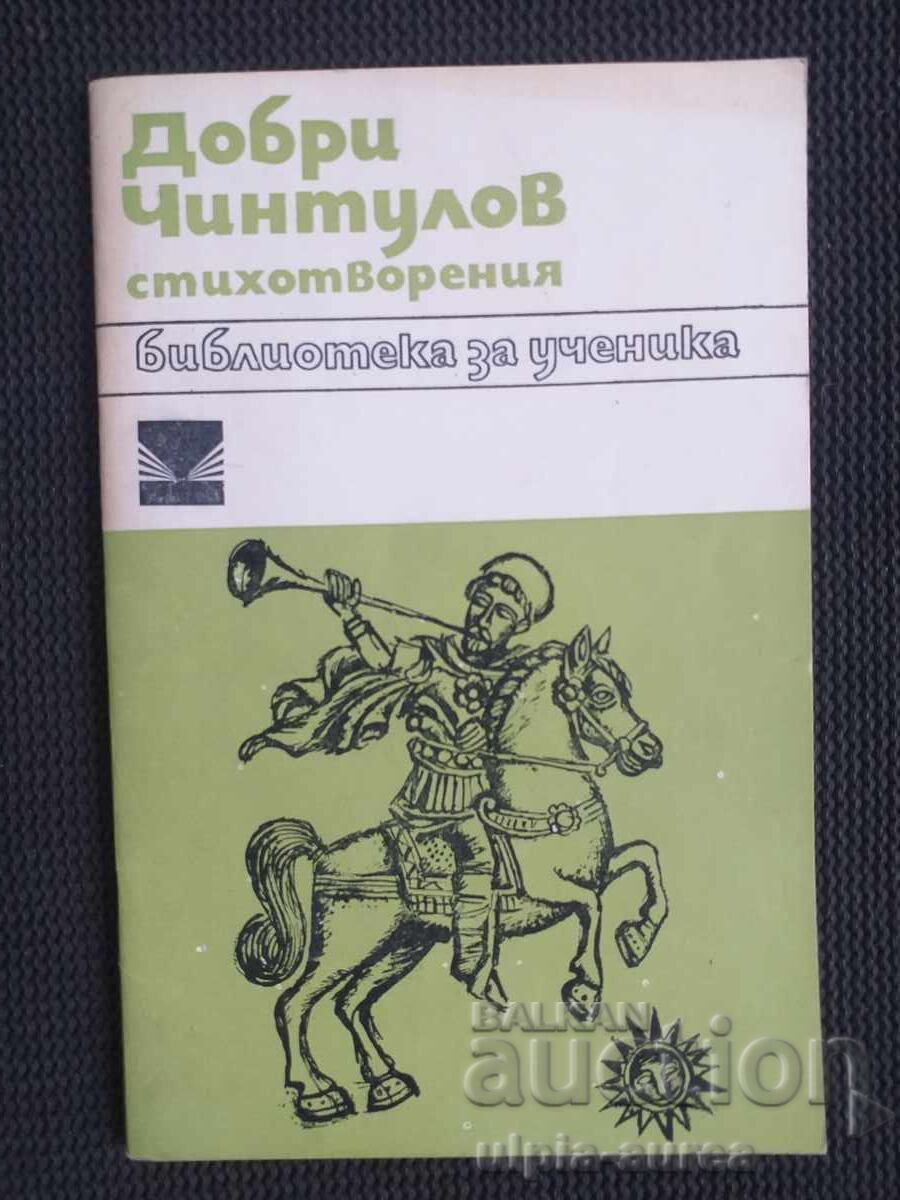 Добри
Чинтулов
стихотворения
библиотека за ученика
BALKAN
auction
ulpia-aurea